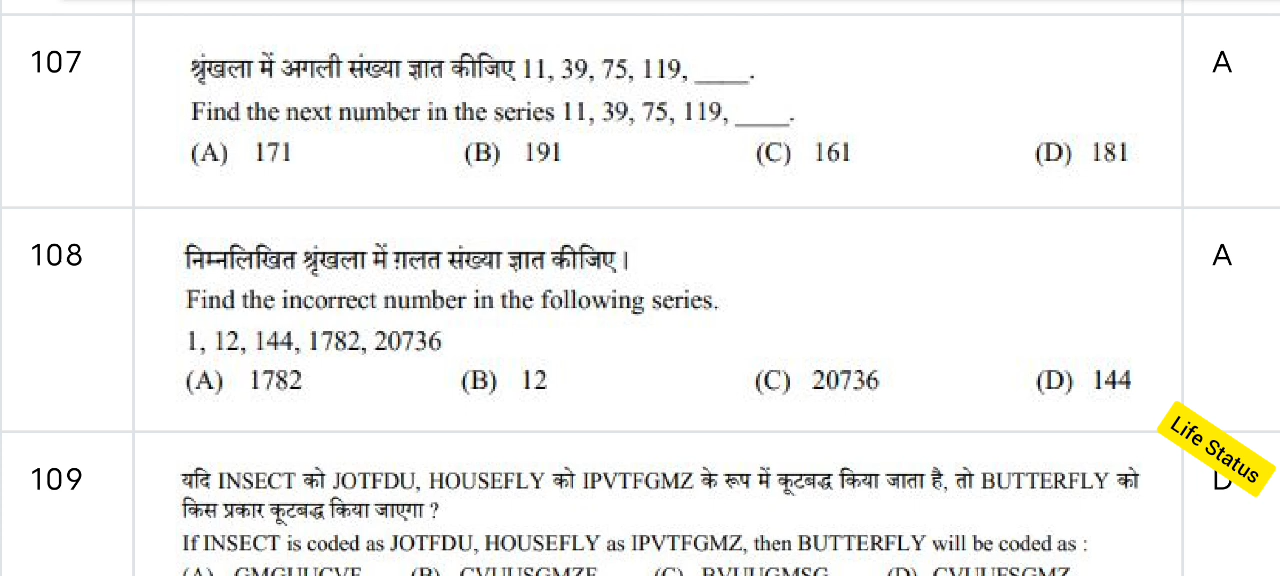 107
श्रृंखला में अगली संख्या ज्ञात कीजिए 11, 39, 75, 119, ____.
A
Find the next number in the series 11, 39, 75, 119, ____.
(A) 171 (B) 191 (C) 161 (D) 181
108
निम्नलिखित श्रृंखला में ग़लत संख्या ज्ञात कीजिए।
A
Find the incorrect number in the following series.
1, 12, 144, 1782, 20736
(A) 1782 (B) 12 (C) 20736 (D) 144
Life Status
109
यदि INSECT को JOTFDU, HOUSEFLY को IPVTFGMZ के रूप में कूटबद्ध किया जाता है, तो BUTTERFLY को
D
किस प्रकार कूटबद्ध किया जाएगा ?
If INSECT is coded as JOTFDU, HOUSEFLY as IPVTFGMZ, then BUTTERFLY will be coded as :
(A) (B) (C) (D)